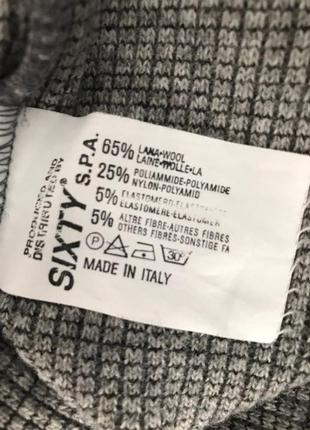 PRODUCED AND
DISTRIBUTED BY
SIXTY® S.P.A.
65% LANA-WOOL
LAINE-WOLLE-LA
25% POLIAMMIDE-POLYAMIDE
NYLON-POLYAMID
5% ELASTOMERO-
ELASTOMERE-ELASTOMER
5% ALTRE FIBRE-AUTRES FIBRES
OTHERS FIBRES-SONSTIGE FA
P 30°
MADE IN ITALY